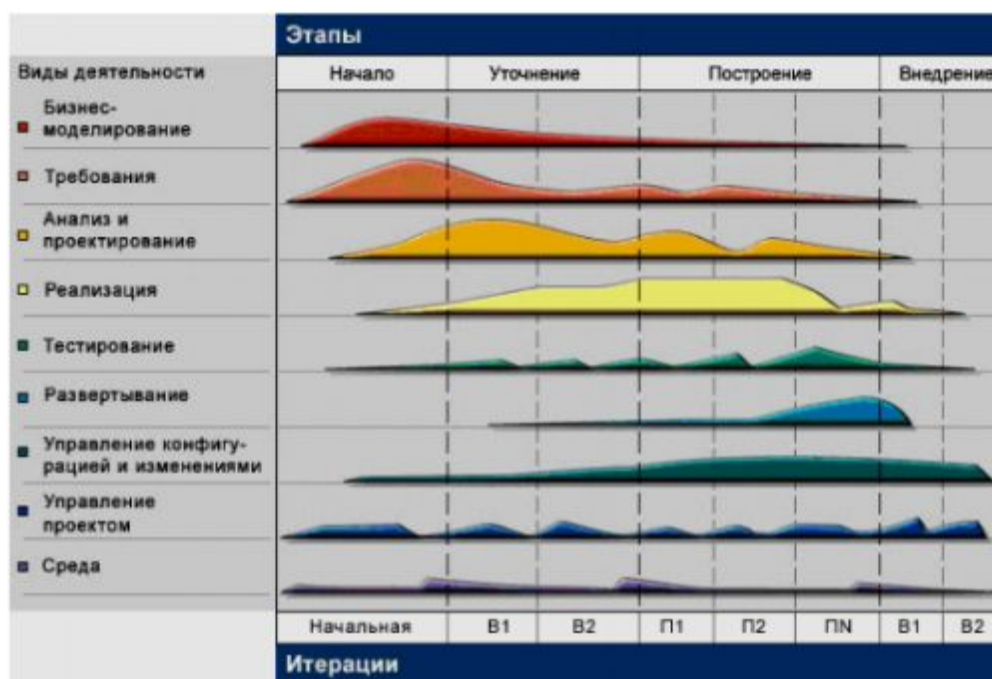 Этапы
Виды деятельности
Начало Уточнение Построение Внедрение
Бизнес-
моделирование
Требования
Анализ и
проектирование
Реализация
Тестирование
Развертывание
Управление конфигу-
рацией и изменениями
Управление
проектом
Среда
Начальная В1 В2 П1 П2 ПN В1 В2
Итерации